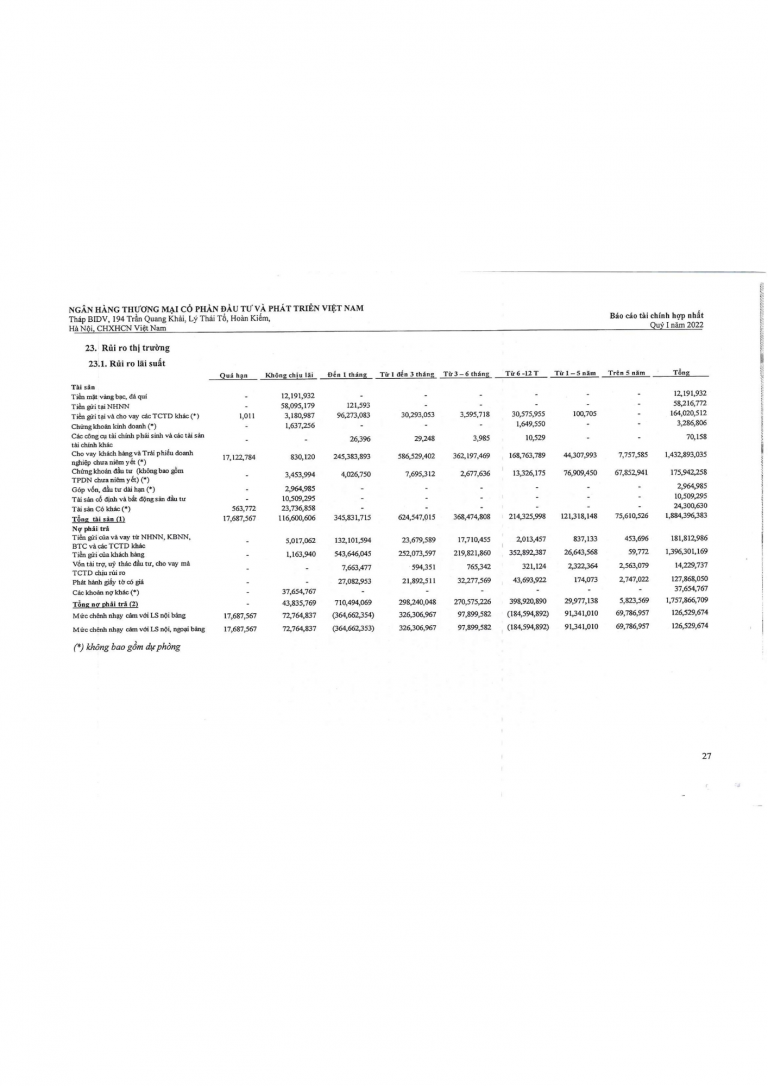 NGÂN HÀNG THƯƠNG MẠI CỔ PHẦN ĐẦU TƯ VÀ PHÁT TRIỂN VIỆT NAM
Tháp BIDV, 194 Trần Quang Khải, Lý Thái Tổ, Hoàn Kiếm,
Hà Nội, CHXHCN Việt Nam
Báo cáo tài chính hợp nhất
Quý I năm 2022
23. Rủi ro thị trường
23.1. Rủi ro lãi suất
Quá hạn Không chịu lãi Đến 1 tháng Từ 1 đến 3 tháng Từ 3 – 6 tháng Từ 6 -12 T Từ 1 – 5 năm Trên 5 năm Tổng
Tài sản
Tiền mặt vàng bạc, đá quí - 12,191,932 - - - - - - 12,191,932
Tiền gửi tại NHNN - 58,095,179 121,593 - - - - - 58,216,772
Tiền gửi tại và cho vay các TCTD khác (*) 1,011 3,180,987 96,273,083 30,293,053 3,595,718 30,575,955 100,705 - 164,020,512
Chứng khoán kinh doanh (*) - 1,637,256 - - - 1,649,550 - - 3,286,806
Các công cụ tài chính phái sinh và các tài sản
tài chính khác - - 26,396 29,248 3,985 10,529 - - 70,158
Cho vay khách hàng và Trái phiếu doanh
nghiệp chưa niêm yết (*) 17,122,784 830,120 245,383,893 586,529,402 362,197,469 168,763,789 44,307,993 7,757,585 1,432,893,035
Chứng khoán đầu tư (không bao gồm
TPDN chưa niêm yết) (*) - 3,453,994 4,026,750 7,695,312 2,677,636 13,326,175 76,909,450 67,852,941 175,942,258
Góp vốn, đầu tư dài hạn (*) - 2,964,985 - - - - - - 2,964,985
Tài sản cố định và bất động sản đầu tư - 10,509,295 - - - - - - 10,509,295
Tài sản Có khác (*) 563,772 23,736,858 - - - - - - 24,300,630
Tổng tài sản (1) 17,687,567 116,600,606 345,831,715 624,547,015 368,474,808 214,325,998 121,318,148 75,610,526 1,884,396,383
Nợ phải trả
Tiền gửi của và vay từ NHNN, KBNN,
BTC và các TCTD khác - 5,017,062 132,101,594 23,679,589 17,710,455 2,013,457 837,133 453,696 181,812,986
Tiền gửi của khách hàng - 1,163,940 543,646,045 252,073,597 219,821,860 352,892,387 26,643,568 59,772 1,396,301,169
Vốn tài trợ, uỷ thác đầu tư, cho vay mà
TCTD chịu rủi ro - - 7,663,477 594,351 765,342 321,124 2,322,364 2,563,079 14,229,737
Phát hành giấy tờ có giá - - 27,082,953 21,892,511 32,277,569 43,693,922 174,073 2,747,022 127,868,050
Các khoản nợ khác (*) - 37,654,767 - - - - - - 37,654,767
Tổng nợ phải trả (2) - 43,835,769 710,494,069 298,240,048 270,575,226 398,920,890 29,977,138 5,823,569 1,757,866,709
Mức chênh nhạy cảm với LS nội bảng 17,687,567 72,764,837 (364,662,354) 326,306,967 97,899,582 (184,594,892) 91,341,010 69,786,957 126,529,674
Mức chênh nhạy cảm với LS nội, ngoại bảng 17,687,567 72,764,837 (364,662,353) 326,306,967 97,899,582 (184,594,892) 91,341,010 69,786,957 126,529,674
(*) không bao gồm dự phòng
27